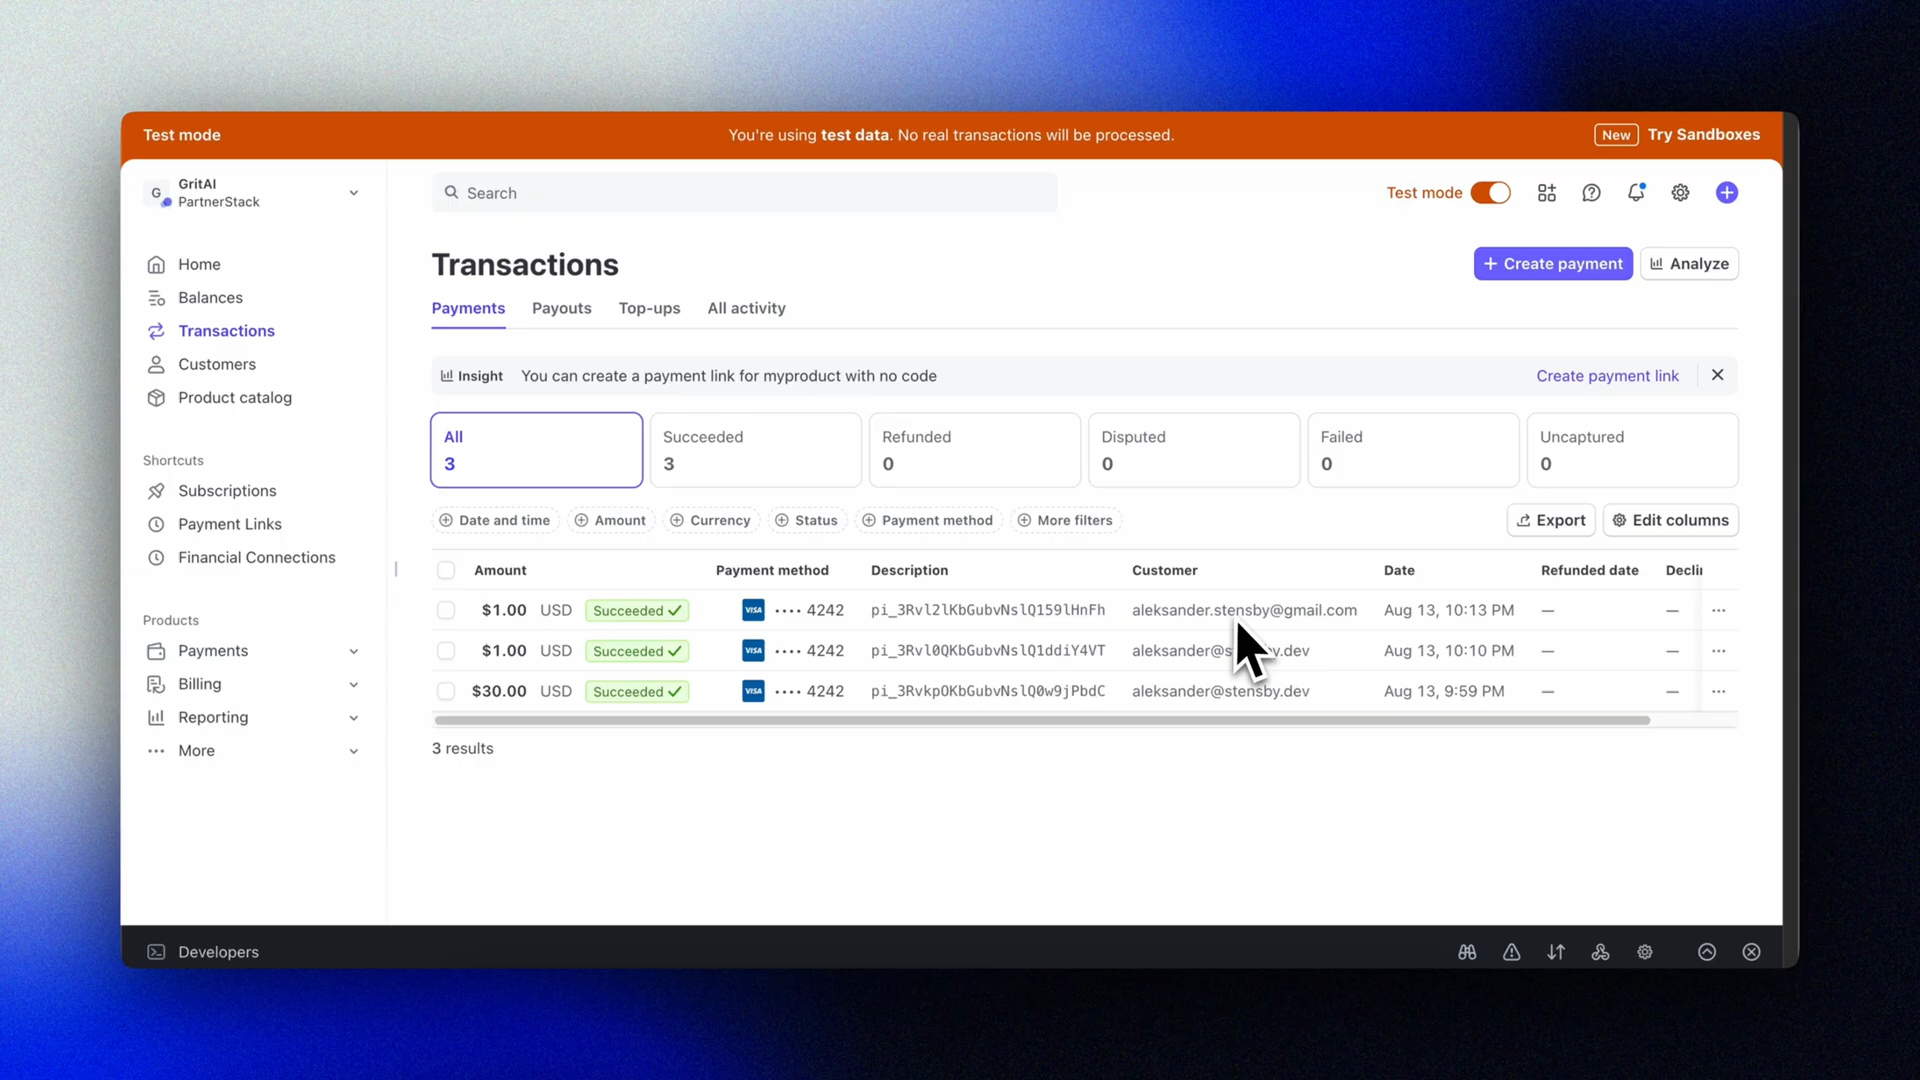 Test mode
You're using test data. No real transactions will be processed.
New Try Sandboxes
G GritAI
PartnerStack
Search
Test mode
Home
Balances
Transactions
Customers
Product catalog
Shortcuts
Subscriptions
Payment Links
Financial Connections
Products
Payments
Billing
Reporting
More
Transactions
+ Create payment
Analyze
Payments Payouts Top-ups All activity
Insight You can create a payment link for myproduct with no code Create payment link
All Succeeded Refunded Disputed Failed Uncaptured
3 3 0 0 0 0
Date and time Amount Currency Status Payment method More filters Export Edit columns
Amount Payment method Description Customer Date Refunded date
$1.00 USD Succeeded VISA •••• 4242 pi_3Rvl2lKbGubvNslQ159lHnFh aleksander.stensby@gmail.com Aug 13, 10:13 PM — —
$1.00 USD Succeeded VISA •••• 4242 pi_3Rvl0QKbGubvNslQ1ddiY4VT Aug 13, 10:10 PM — —
$30.00 USD Succeeded VISA •••• 4242 pi_3RvkpOKbGubvNslQ0w9jPbdC aleksander@stensby.dev Aug 13, 9:59 PM — —
3 results
Developers